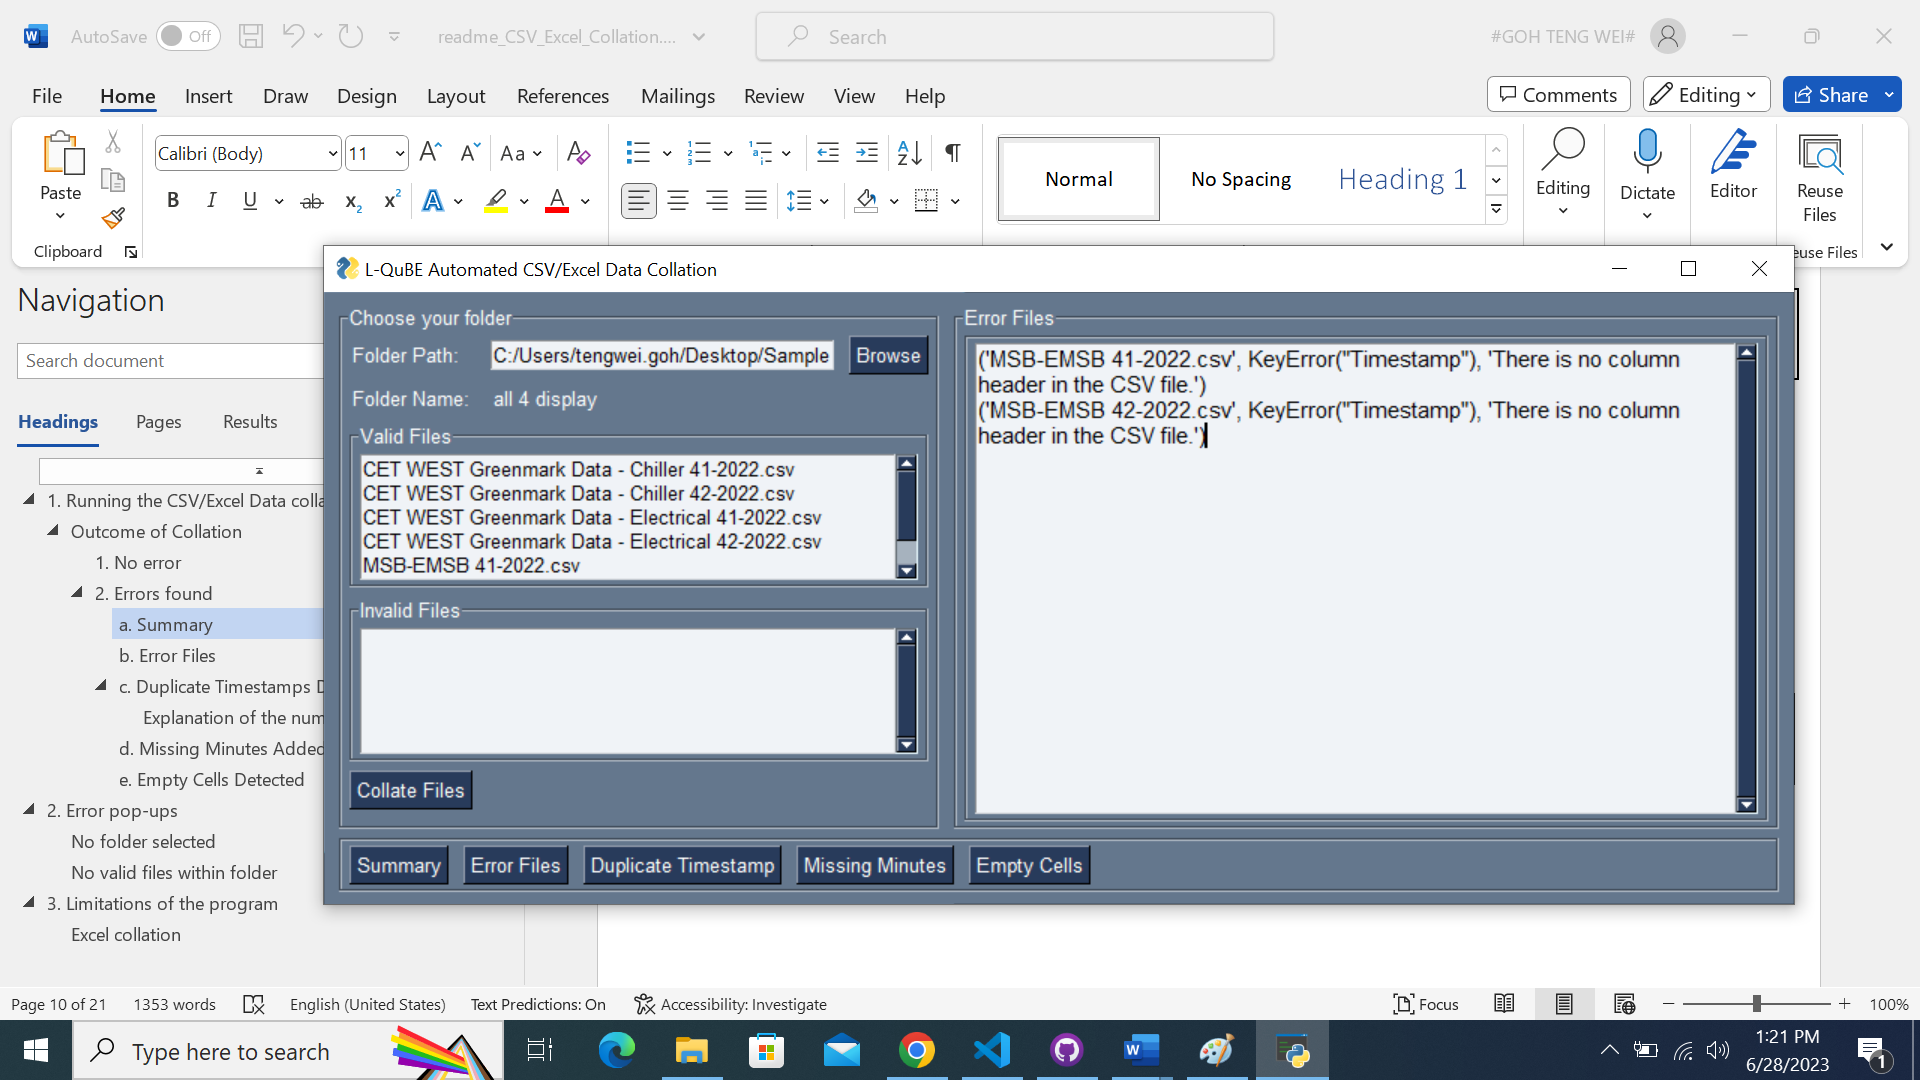 AutoSave Off
readme_CSV_Excel_Collation....
Search
#GOH TENG WEI#
File Home Insert Draw Design Layout References Mailings Review View Help
Comments Editing Share
Paste
Clipboard
Calibri (Body) 11
Normal
No Spacing
Heading 1
Editing
Dictate
Editor
Reuse
Files
euse Files
Navigation
Search document
Headings Pages Results
1. Running the CSV/Excel Data colla
Outcome of Collation
1. No error
2. Errors found
a. Summary
b. Error Files
c. Duplicate Timestamps D
Explanation of the num
d. Missing Minutes Added
e. Empty Cells Detected
2. Error pop-ups
No folder selected
No valid files within folder
3. Limitations of the program
Excel collation
L-QuBE Automated CSV/Excel Data Collation
Choose your folder
Folder Path: C:/Users/tengwei.goh/Desktop/Sample Browse
Folder Name: all 4 display
Valid Files
CET WEST Greenmark Data - Chiller 41-2022.csv
CET WEST Greenmark Data - Chiller 42-2022.csv
CET WEST Greenmark Data - Electrical 41-2022.csv
CET WEST Greenmark Data - Electrical 42-2022.csv
MSB-EMSB 41-2022.csv
Invalid Files
Collate Files
Error Files
('MSB-EMSB 41-2022.csv', KeyError("Timestamp"), 'There is no column
header in the CSV file.')
('MSB-EMSB 42-2022.csv', KeyError("Timestamp"), 'There is no column
header in the CSV file.')
Summary Error Files Duplicate Timestamp Missing Minutes Empty Cells
Page 10 of 21 1353 words English (United States) Text Predictions: On Accessibility: Investigate Focus 100%
Type here to search
1:21 PM
6/28/2023
1